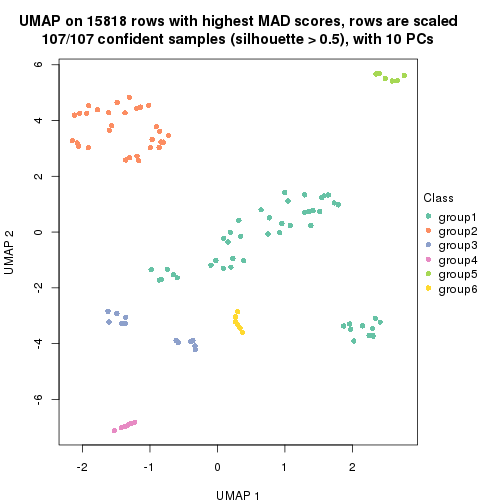 UMAP on 15818 rows with highest MAD scores, rows are scaled
107/107 confident samples (silhouette > 0.5), with 10 PCs
6
4
2
0
-2
-4
-6
UMAP 2
-2
-1
0
1
2
UMAP 1
Class
group1
group2
group3
group4
group5
group6